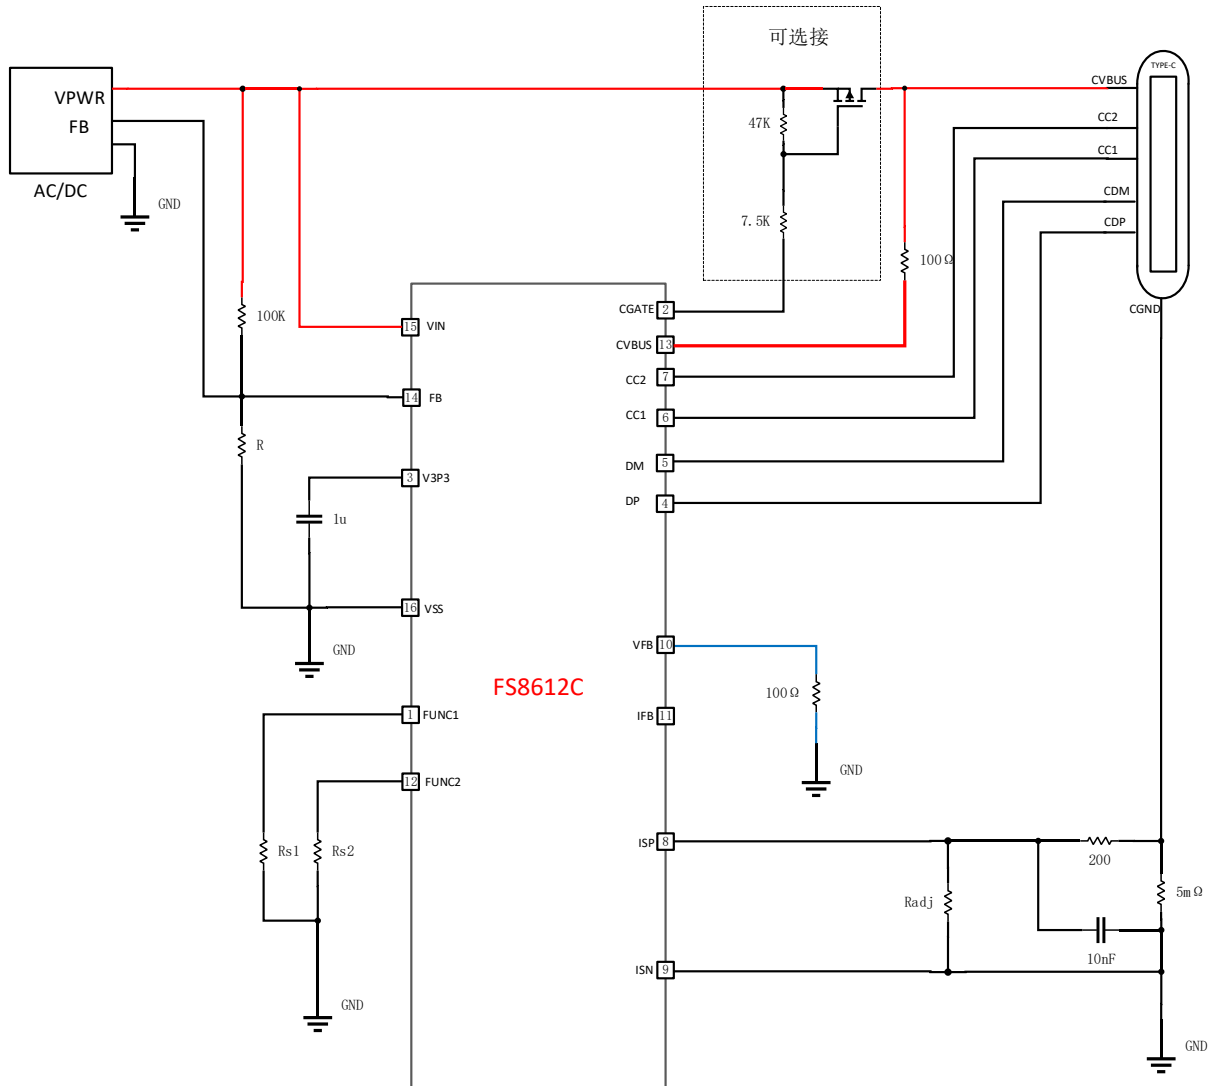 可选接
TYPE-C
VPWR
FB
AC/DC
GND
47K
7.5K
CVBUS
CC2
CC1
CDM
CDP
CGND
100Ω
100K
R
1u
GND
15 VIN
14 FB
3 V3P3
16 VSS
1 FUNC1
12 FUNC2
FS8612C
CGATE 2
CVBUS 13
CC2 7
CC1 6
DM 5
DP 4
VFB 10
IFB 11
ISP 8
ISN 9
100Ω
GND
Rs1
Rs2
GND
Radj
200
5mΩ
10nF
GND